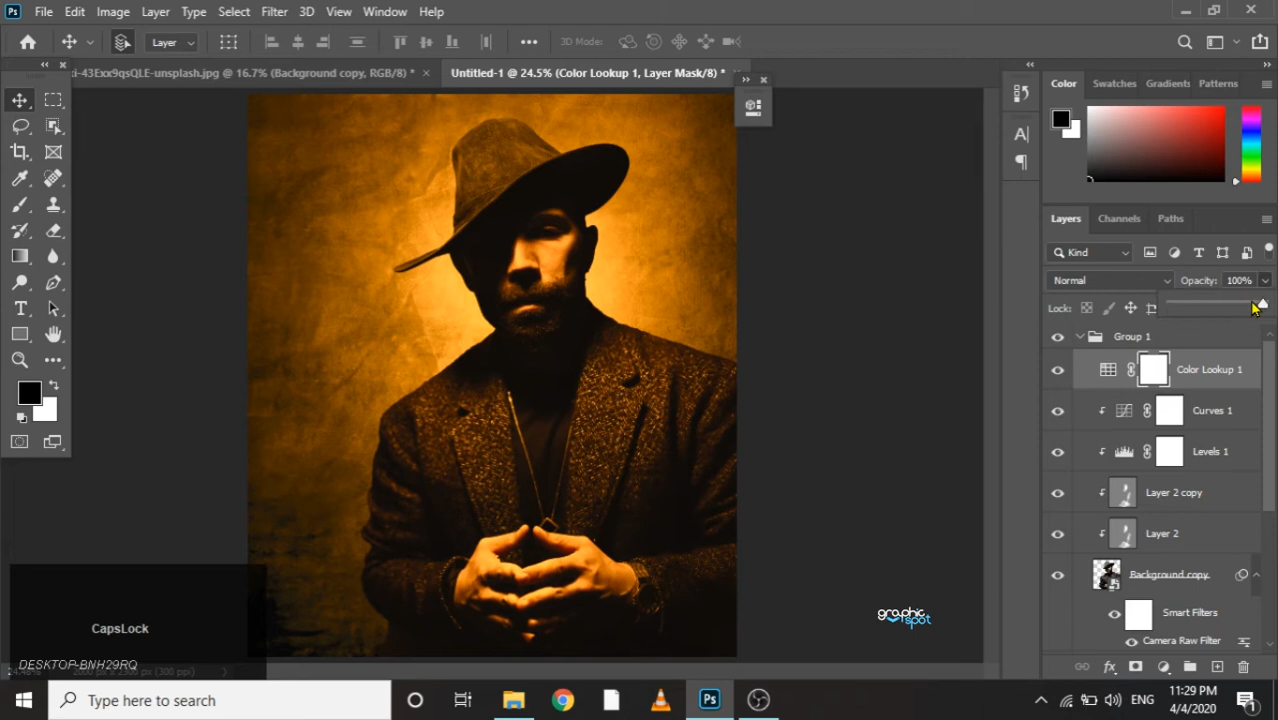 Ps File Edit Image Layer Type Select Filter 3D View Window Help
Layer 3D Mode:
d-43Exx9qsQLE-unsplash.jpg @ 16.7% (Background copy, RGB/8) * ×
Untitled-1 @ 24.5% (Color Lookup 1, Layer Mask/8) *
Color Swatches Gradients Patterns
Layers Channels Paths
Kind
Normal Opacity: 100%
Lock:
Group 1
Color Lookup 1
Curves 1
Levels 1
Layer 2 copy
Layer 2
Background copy
Smart Filters
Camera Raw Filter
graphic
spot
CapsLock
DESKTOP-BNH29RQ
Type here to search
Ps
ENG
11:29 PM
4/4/2020
1